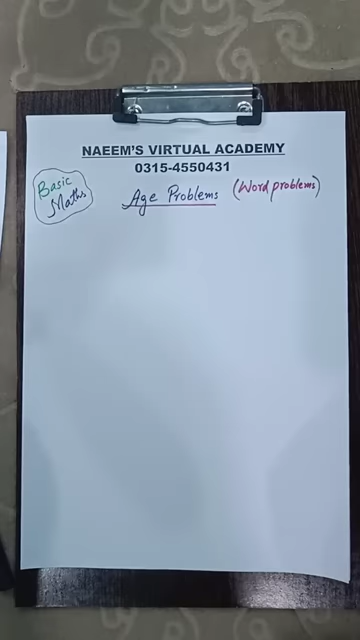 NAEEM'S VIRTUAL ACADEMY
0315-4550431
Basic
Maths
Age Problems (Word problems)